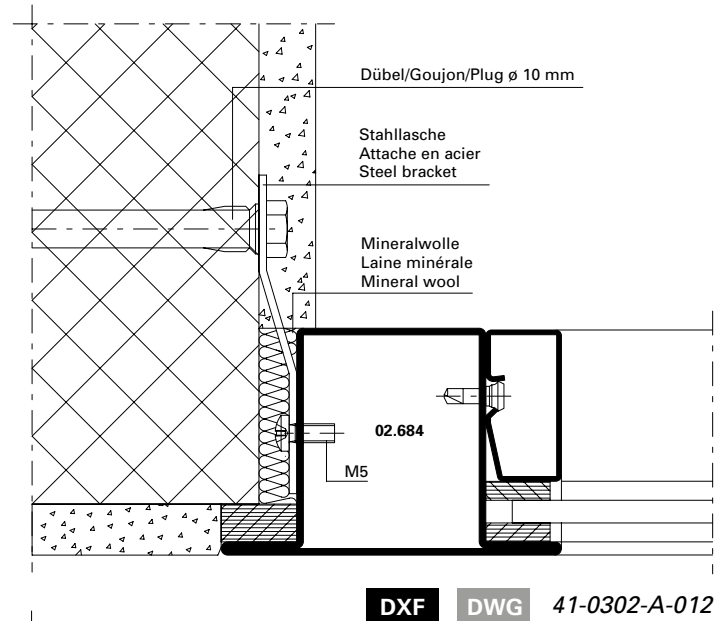 Dübel/Goujon/Plug ø 10 mm
Stahllasche
Attache en acier
Steel bracket
Mineralwolle
Laine minérale
Mineral wool
02.684
M5
DXF DWG 41-0302-A-012